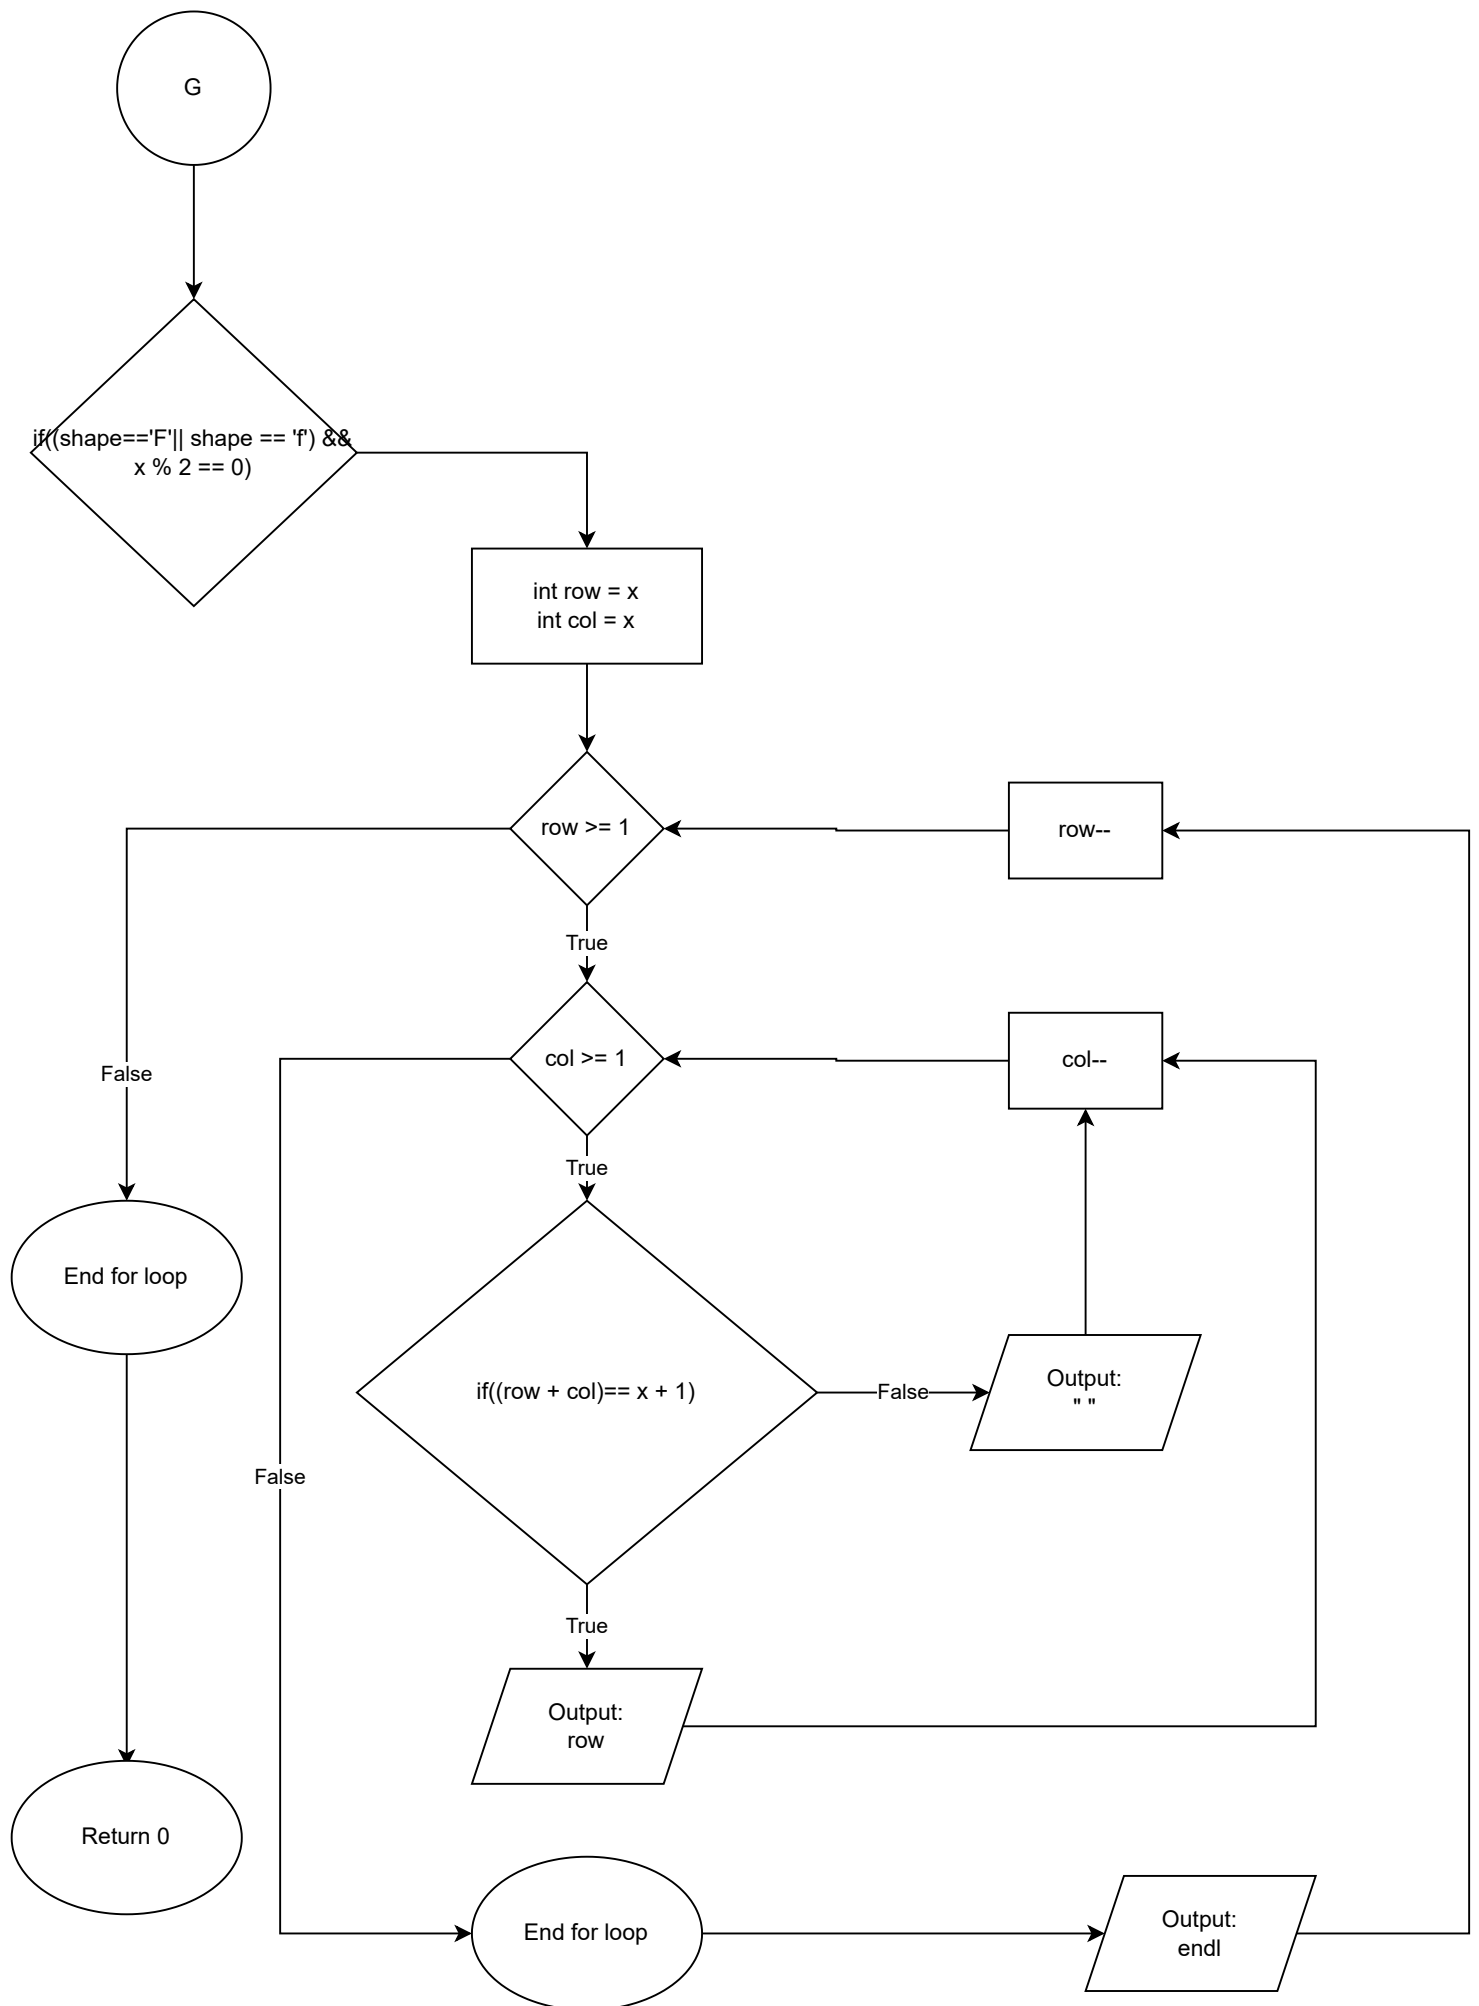 G
if((shape=='F'|| shape == 'f') &&
x % 2 == 0)
int row = x
int col = x
row >= 1
row--
True
False
col >= 1
col--
True
False
End for loop
if((row + col)== x + 1)
False
Output:
" "
True
Output:
row
Return 0
End for loop
Output:
endl